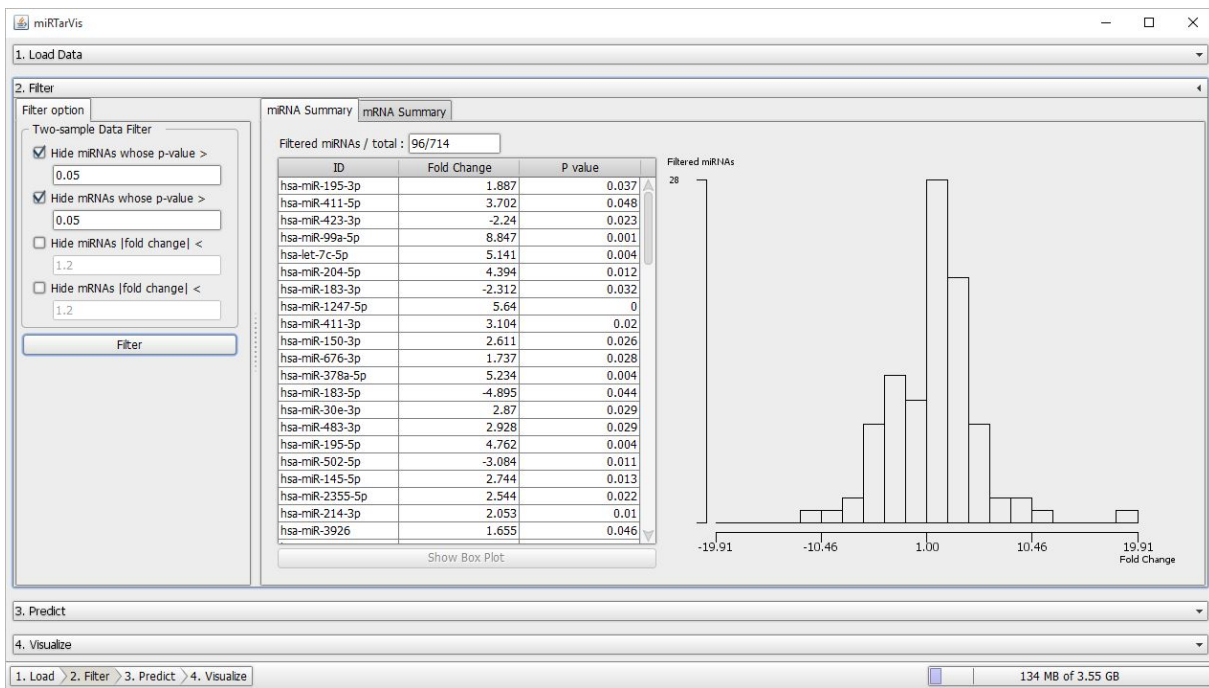 miRTarVis
1. Load Data
2. Filter
Filter option
Two-sample Data Filter
Hide miRNAs whose p-value >
0.05
Hide mRNAs whose p-value >
0.05
Hide miRNAs |fold change| <
1.2
Hide mRNAs |fold change| <
1.2
Filter
miRNA Summary mRNA Summary
Filtered miRNAs / total : 96/714
ID Fold Change P value
hsa-miR-195-3p 1.887 0.037
hsa-miR-411-5p 3.702 0.048
hsa-miR-423-3p -2.24 0.023
hsa-miR-99a-5p 8.847 0.001
hsa-let-7c-5p 5.141 0.004
hsa-miR-204-5p 4.394 0.012
hsa-miR-183-3p -2.312 0.032
hsa-miR-1247-5p 5.64 0
hsa-miR-411-3p 3.104 0.02
hsa-miR-150-3p 2.611 0.026
hsa-miR-676-3p 1.737 0.028
hsa-miR-378a-5p 5.234 0.004
hsa-miR-183-5p -4.895 0.044
hsa-miR-30e-3p 2.87 0.029
hsa-miR-483-3p 2.928 0.029
hsa-miR-195-5p 4.762 0.004
hsa-miR-502-5p -3.084 0.011
hsa-miR-145-5p 2.744 0.013
hsa-miR-2355-5p 2.544 0.022
hsa-miR-214-3p 2.053 0.01
hsa-miR-3926 1.655 0.046
Show Box Plot
Filtered miRNAs
28
-19.91 -10.46 1.00 10.46 19.91
Fold Change
3. Predict
4. Visualize
1. Load 2. Filter 3. Predict 4. Visualize
134 MB of 3.55 GB